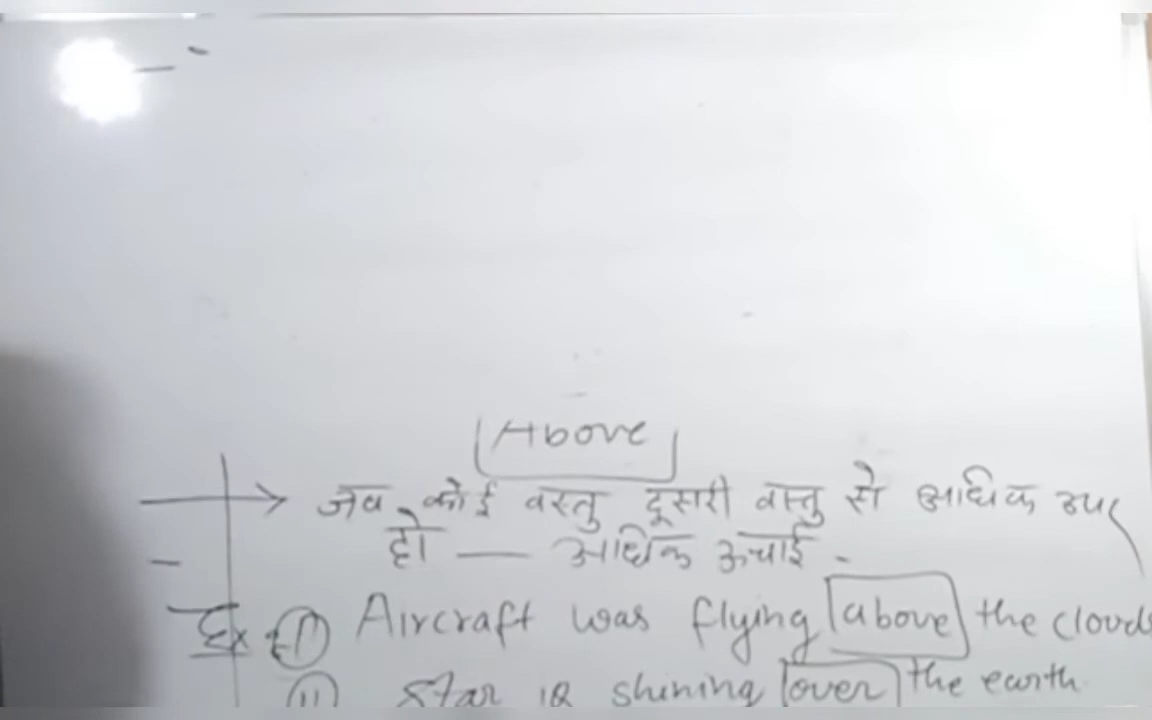 Above
जब कोई वस्तु दूसरी वस्तु से अधिक ऊपर
हो — अधिक ऊचाई -
Ex (i) Aircraft was flying above the clouds
(ii) Star is shining over the earth.